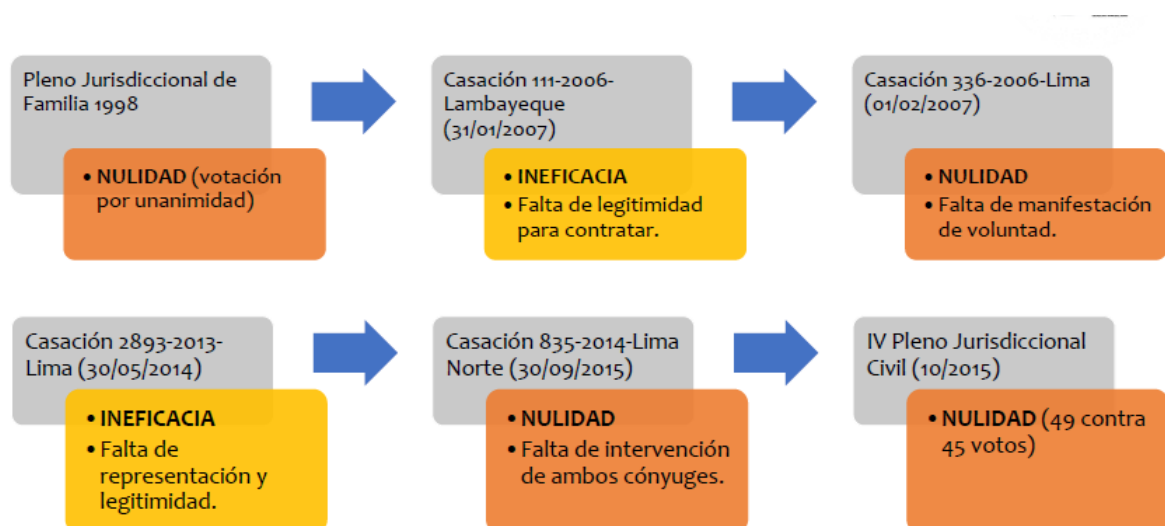 Pleno Jurisdiccional de
Familia 1998
• NULIDAD (votación
por unanimidad)
Casación 111-2006-
Lambayeque
(31/01/2007)
• INEFICACIA
• Falta de legitimidad
para contratar.
Casación 336-2006-Lima
(01/02/2007)
• NULIDAD
• Falta de manifestación
de voluntad.
Casación 2893-2013-
Lima (30/05/2014)
• INEFICACIA
• Falta de
representación y
legitimidad.
Casación 835-2014-Lima
Norte (30/09/2015)
• NULIDAD
• Falta de intervención
de ambos cónyuges.
IV Pleno Jurisdiccional
Civil (10/2015)
• NULIDAD (49 contra
45 votos)